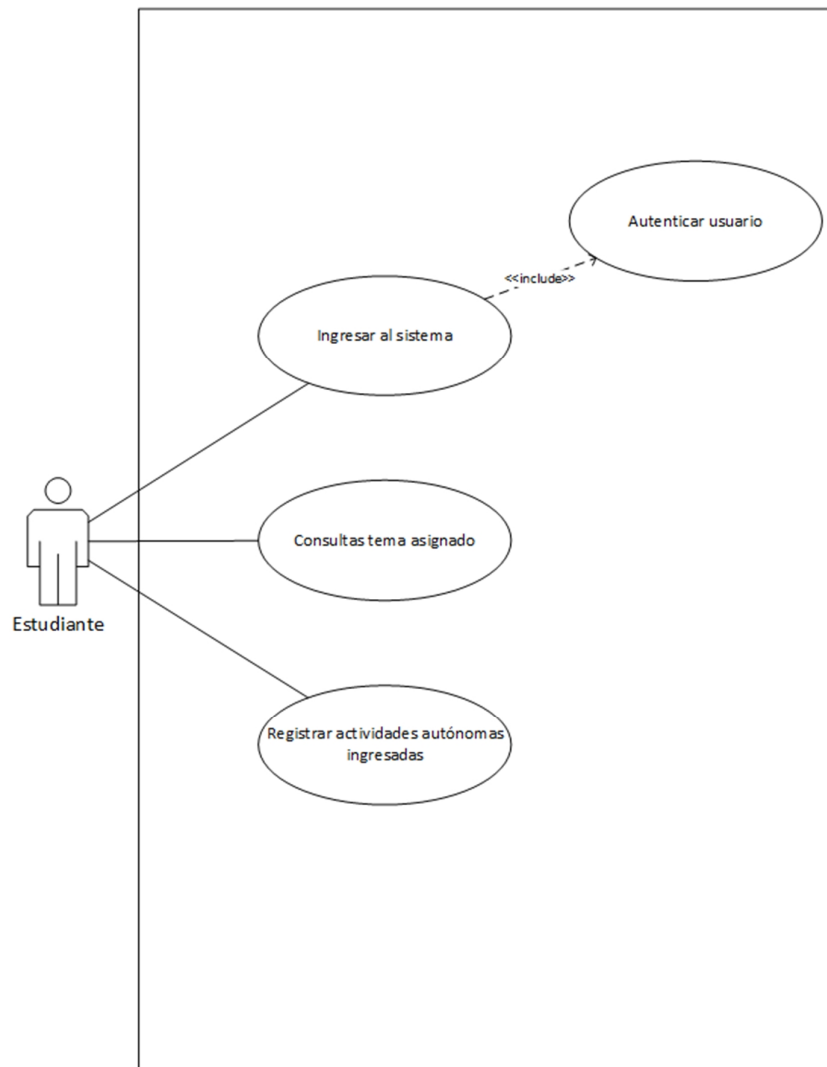 Autenticar usuario
<<include>>
Ingresar al sistema
Consultas tema asignado
Estudiante
Registrar actividades autónomas
ingresadas